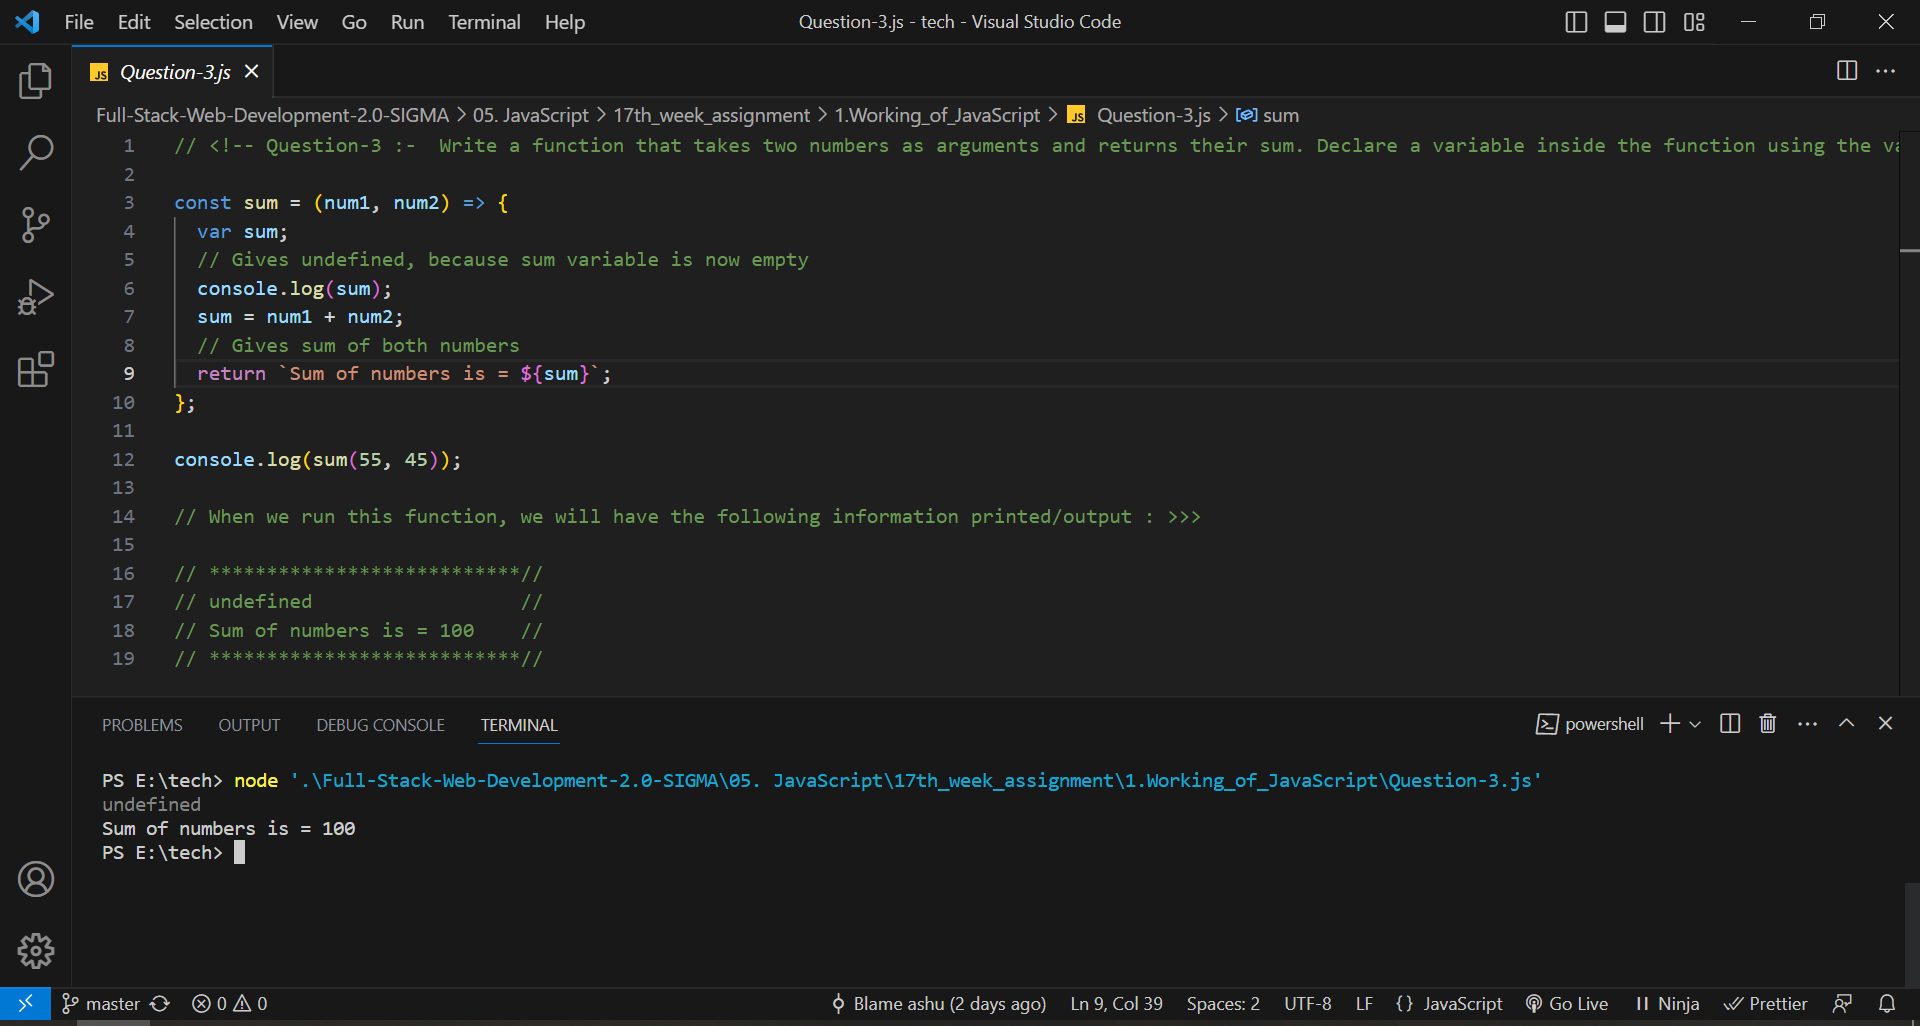 File Edit Selection View Go Run Terminal Help Question-3.js - tech - Visual Studio Code
JS Question-3.js
Full-Stack-Web-Development-2.0-SIGMA > 05. JavaScript > 17th_week_assignment > 1.Working_of_JavaScript > JS Question-3.js > sum
1 // <!-- Question-3 :-  Write a function that takes two numbers as arguments and returns their sum. Declare a variable inside the function using the va
2
3 const sum = (num1, num2) => {
4   var sum;
5   // Gives undefined, because sum variable is now empty
6   console.log(sum);
7   sum = num1 + num2;
8   // Gives sum of both numbers
9   return `Sum of numbers is = ${sum}`;
10 };
11
12 console.log(sum(55, 45));
13
14 // When we run this function, we will have the following information printed/output : >>>
15
16 // ***************************//
17 // undefined                  //
18 // Sum of numbers is = 100    //
19 // ***************************//
PROBLEMS OUTPUT DEBUG CONSOLE TERMINAL powershell
PS E:\tech> node '.\Full-Stack-Web-Development-2.0-SIGMA\05. JavaScript\17th_week_assignment\1.Working_of_JavaScript\Question-3.js'
undefined
Sum of numbers is = 100
PS E:\tech>
master 0 0 Blame ashu (2 days ago) Ln 9, Col 39 Spaces: 2 UTF-8 LF {} JavaScript Go Live Ninja Prettier